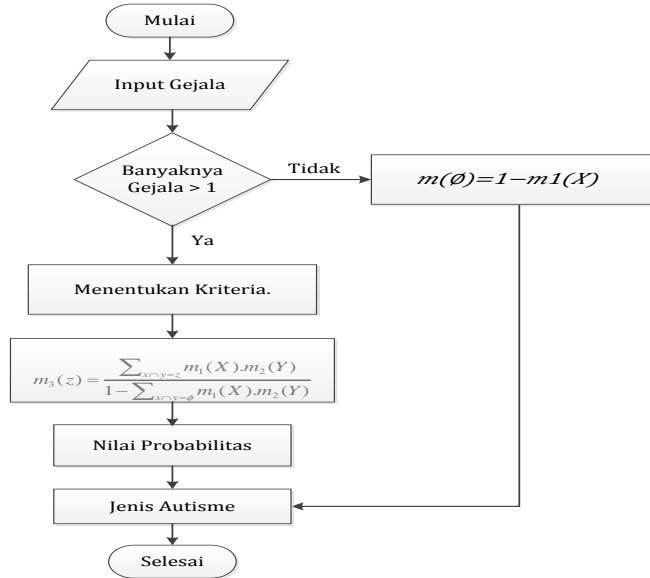 Mulai
Input Gejala
Banyaknya
Gejala > 1
Tidak
m(Ø)=1−m1(X)
Ya
Menentukan Kriteria.
m₃(z) = ∑ₓ∩ᵧ₌z m₁(X).m₂(Y) / 1−∑ₓ∩ᵧ₌ϕ m₁(X).m₂(Y)
Nilai Probabilitas
Jenis Autisme
Selesai